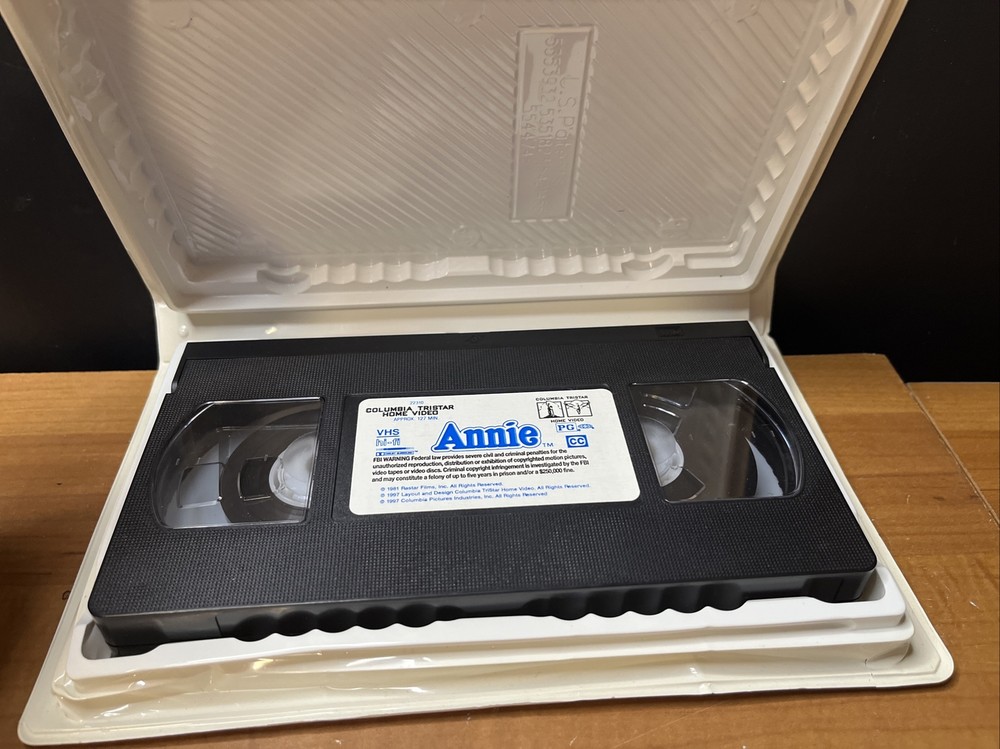 COLUMBIA TRISTAR
HOME VIDEO
APPROX. 127 MIN.
COLUMBIA TRISTAR
HOME VIDEO
VHS
hi-fi
Annie™
PG
CC
FBI WARNING Federal law provides severe civil and criminal penalties for the
unauthorized reproduction, distribution or exhibition of copyrighted motion pictures,
video tapes or video discs. Criminal copyright infringement is investigated by the FBI
and may constitute a felony of up to five years in prison and/or a $250,000 fine.
© 1981 Rastar Films, Inc. All Rights Reserved.
© 1997 Layout and Design Columbia TriStar Home Video. All Rights Reserved.
© 1997 Columbia Pictures Industries, Inc. All Rights Reserved.